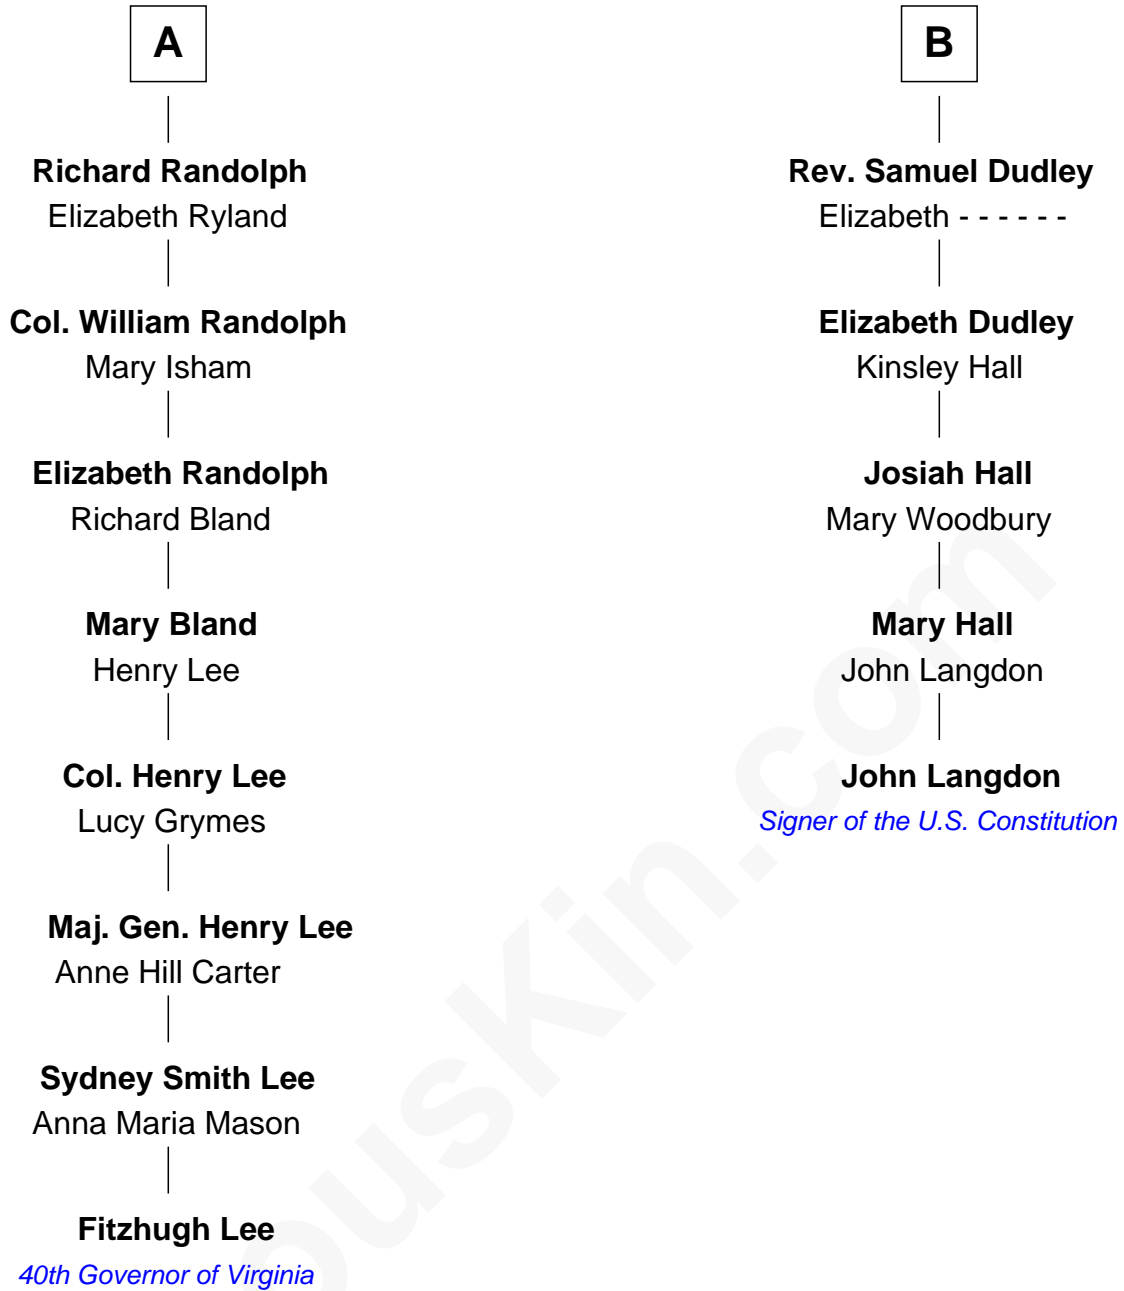 A
Richard Randolph
Elizabeth Ryland
Col. William Randolph
Mary Isham
Elizabeth Randolph
Richard Bland
Mary Bland
Henry Lee
Col. Henry Lee
Lucy Grymes
Maj. Gen. Henry Lee
Anne Hill Carter
Sydney Smith Lee
Anna Maria Mason
Fitzhugh Lee
40th Governor of Virginia
B
Rev. Samuel Dudley
Elizabeth - - - - - -
Elizabeth Dudley
Kinsley Hall
Josiah Hall
Mary Woodbury
Mary Hall
John Langdon
John Langdon
Signer of the U.S. Constitution
ousKin.com